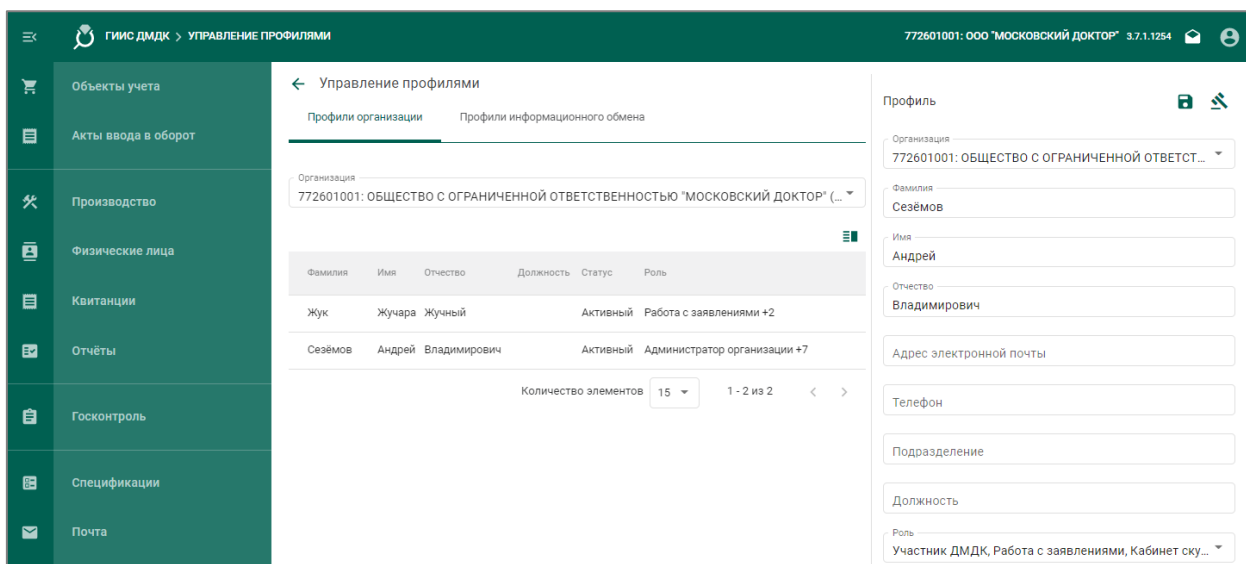 ГИИС ДМДК > УПРАВЛЕНИЕ ПРОФИЛЯМИ
772601001: ООО "МОСКОВСКИЙ ДОКТОР" 3.7.1.1254
Объекты учета
Акты ввода в оборот
Производство
Физические лица
Квитанции
Отчёты
Госконтроль
Спецификации
Почта
Управление профилями
Профили организации Профили информационного обмена
Организация
772601001: ОБЩЕСТВО С ОГРАНИЧЕННОЙ ОТВЕТСТВЕННОСТЬЮ "МОСКОВСКИЙ ДОКТОР" (...
Фамилия Имя Отчество Должность Статус Роль
Жук Жучара Жучный Активный Работа с заявлениями +2
Сезёмов Андрей Владимирович Активный Администратор организации +7
Количество элементов 15 1 - 2 из 2
Профиль
Организация
772601001: ОБЩЕСТВО С ОГРАНИЧЕННОЙ ОТВЕТСТ...
Фамилия
Сезёмов
Имя
Андрей
Отчество
Владимирович
Адрес электронной почты
Телефон
Подразделение
Должность
Роль
Участник ДМДК, Работа с заявлениями, Кабинет ску...